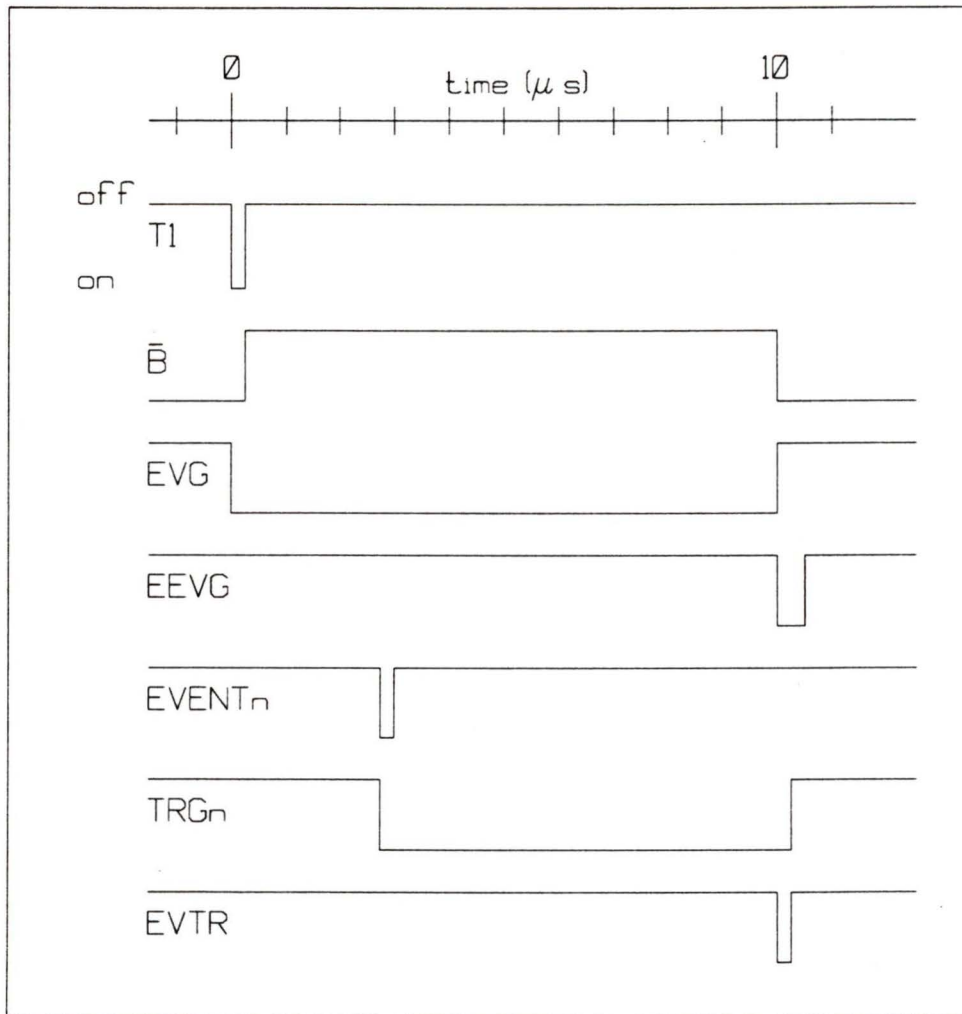 0 10
time (μ s)
off
T1
on
B̄
EVG
EEVG
EVENTn
TRGn
EVTR